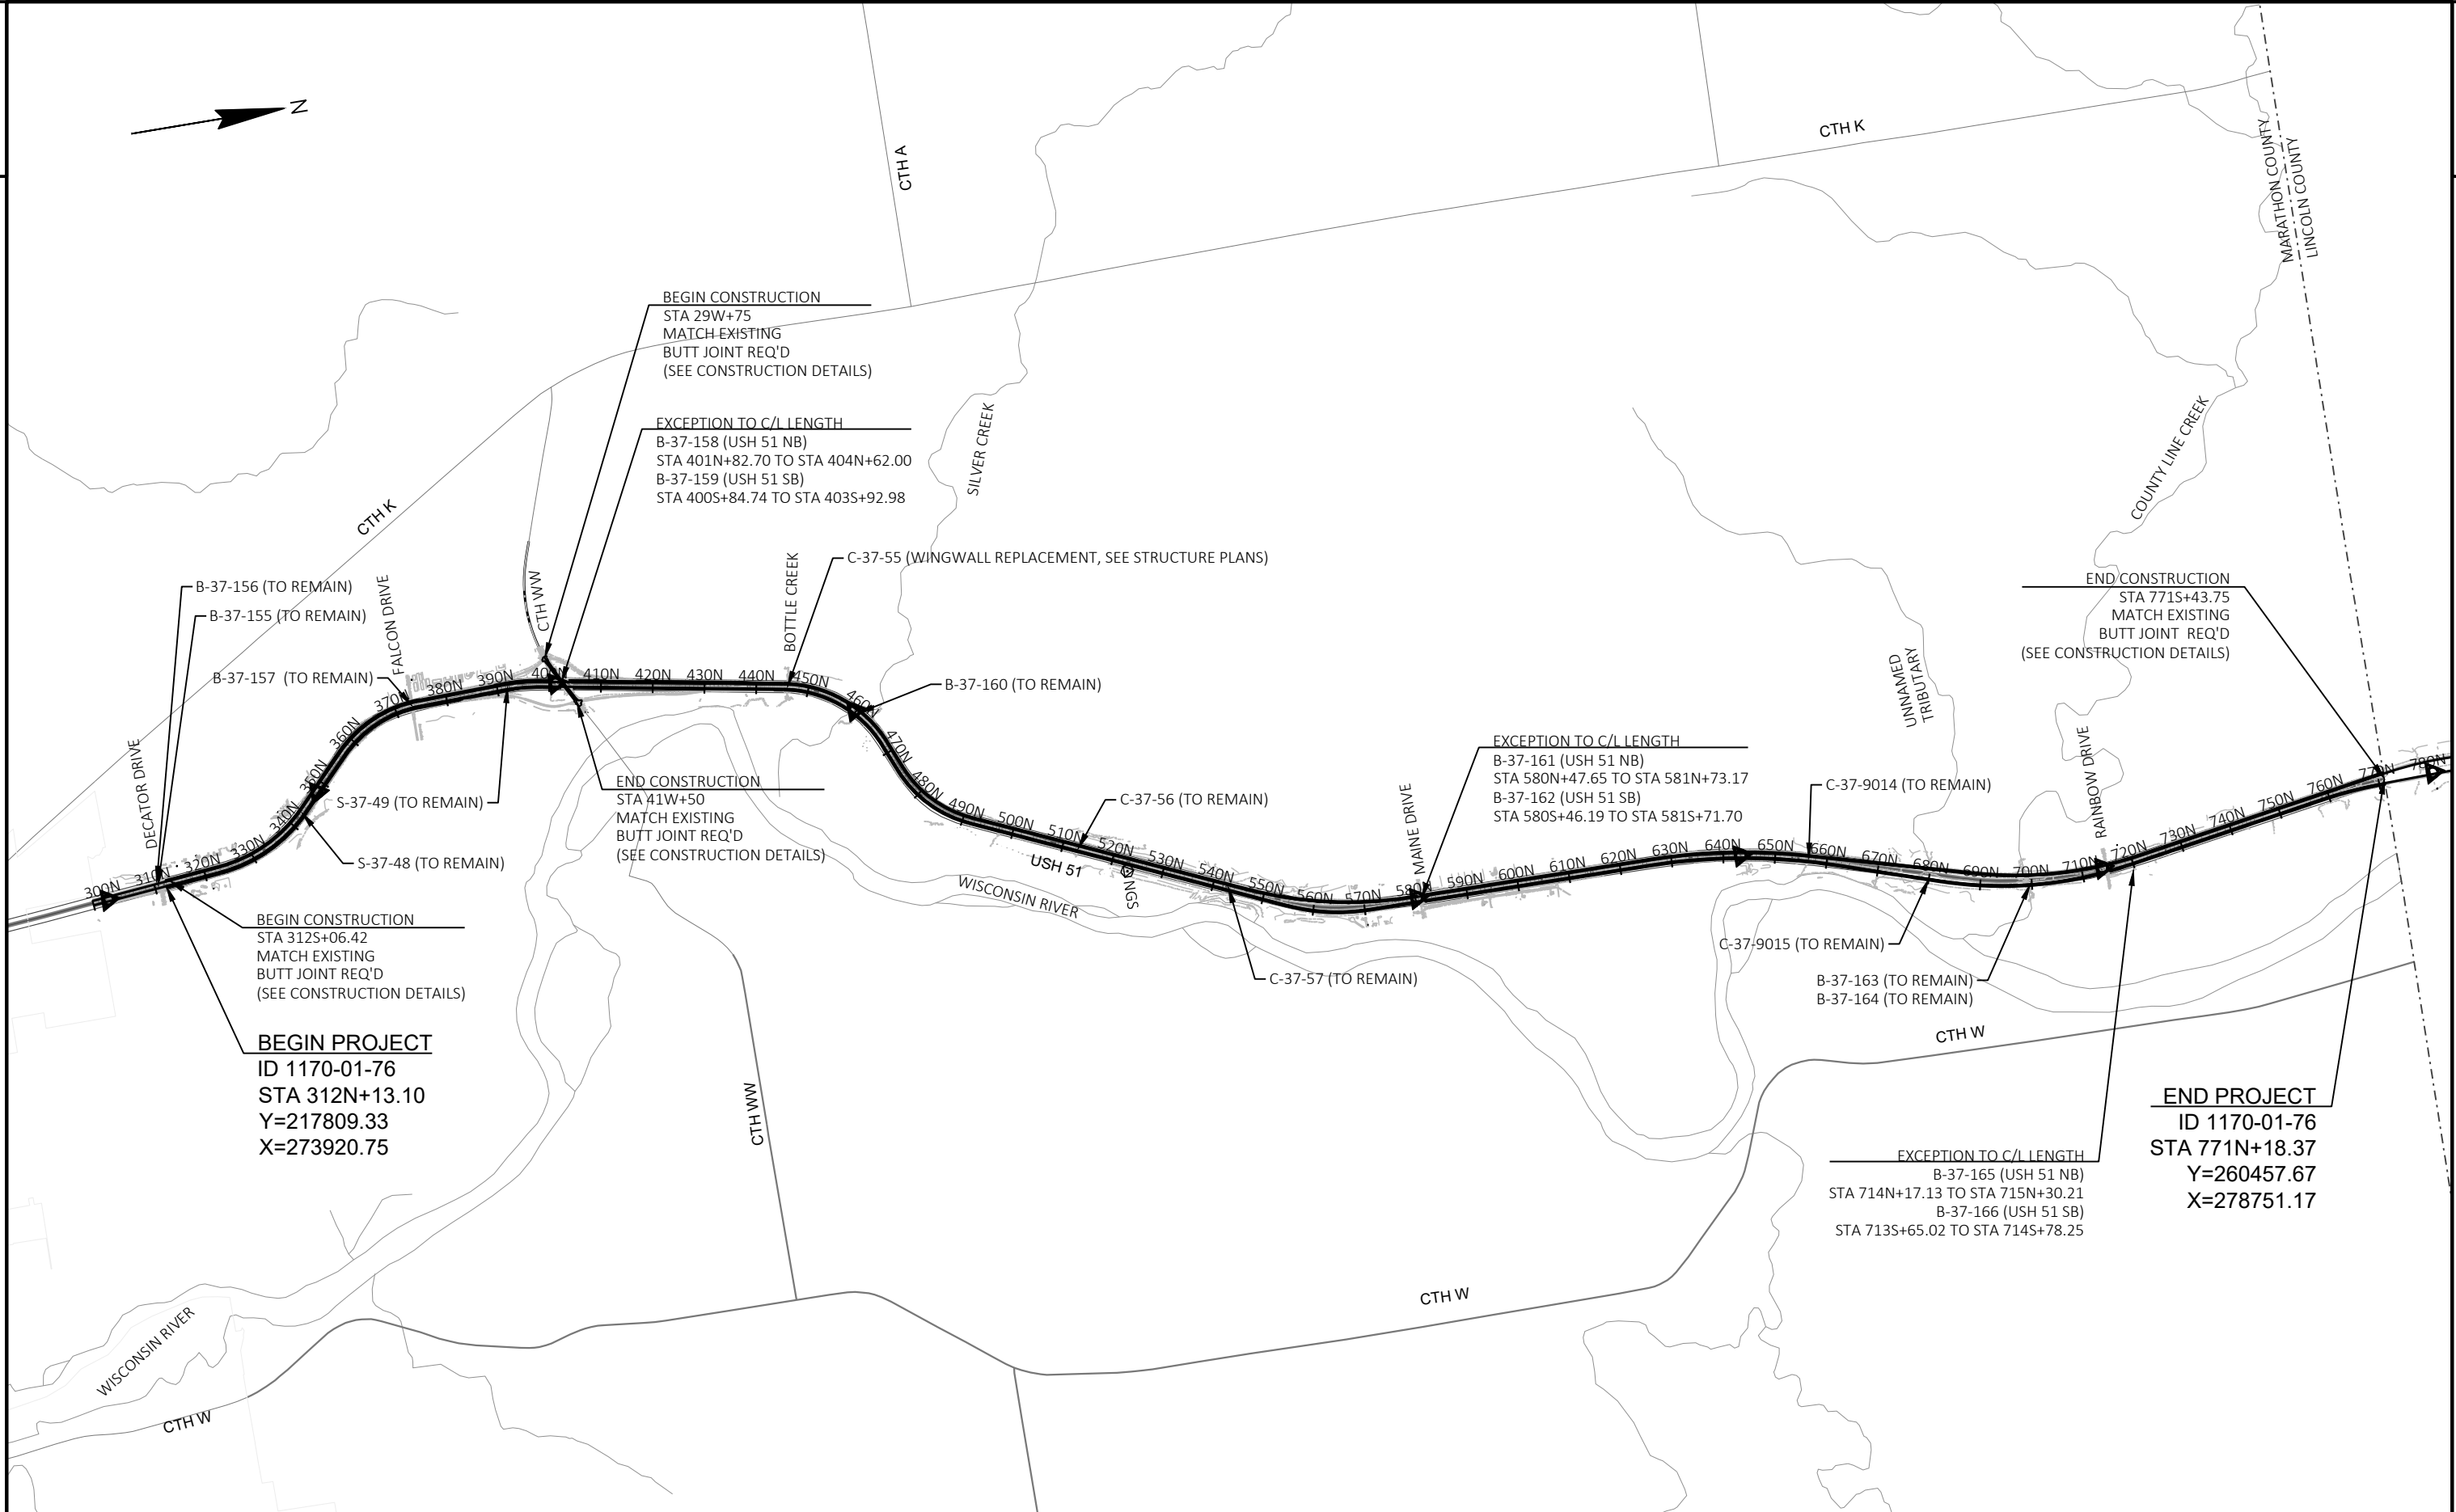 N
CTH A
CTH K
MARATHON COUNTY
LINCOLN COUNTY
BEGIN CONSTRUCTION
STA 29W+75
MATCH EXISTING
BUTT JOINT REQ'D
(SEE CONSTRUCTION DETAILS)
EXCEPTION TO C/L LENGTH
B-37-158 (USH 51 NB)
STA 401N+82.70 TO STA 404N+62.00
B-37-159 (USH 51 SB)
STA 400S+84.74 TO STA 403S+92.98
SILVER CREEK
COUNTY LINE CREEK
CTH K
C-37-55 (WINGWALL REPLACEMENT, SEE STRUCTURE PLANS)
BOTTLE CREEK
CTH WW
FALCON DRIVE
B-37-156 (TO REMAIN)
B-37-155 (TO REMAIN)
B-37-157 (TO REMAIN)
B-37-160 (TO REMAIN)
END CONSTRUCTION
STA 771S+43.75
MATCH EXISTING
BUTT JOINT REQ'D
(SEE CONSTRUCTION DETAILS)
UNNAMED
TRIBUTARY
RAINBOW DRIVE
DECATOR DRIVE
MAINE DRIVE
300N
310N
320N
330N
340N
350N
360N
370N
380N
390N
400N
410N
420N
430N
440N
450N
460N
470N
480N
490N
500N
510N
520N
530N
540N
550N
560N
570N
580N
590N
600N
610N
620N
630N
640N
650N
660N
670N
680N
690N
700N
710N
720N
730N
740N
750N
760N
770N
780N
S-37-49 (TO REMAIN)
S-37-48 (TO REMAIN)
END CONSTRUCTION
STA 41W+50
MATCH EXISTING
BUTT JOINT REQ'D
(SEE CONSTRUCTION DETAILS)
C-37-56 (TO REMAIN)
USH 51
WISCONSIN RIVER
C-37-57 (TO REMAIN)
EXCEPTION TO C/L LENGTH
B-37-161 (USH 51 NB)
STA 580N+47.65 TO STA 581N+73.17
B-37-162 (USH 51 SB)
STA 580S+46.19 TO STA 581S+71.70
C-37-9014 (TO REMAIN)
C-37-9015 (TO REMAIN)
B-37-163 (TO REMAIN)
B-37-164 (TO REMAIN)
BEGIN CONSTRUCTION
STA 312S+06.42
MATCH EXISTING
BUTT JOINT REQ'D
(SEE CONSTRUCTION DETAILS)
BEGIN PROJECT
ID 1170-01-76
STA 312N+13.10
Y=217809.33
X=273920.75
CTH WW
CTH W
END PROJECT
ID 1170-01-76
STA 771N+18.37
Y=260457.67
X=278751.17
EXCEPTION TO C/L LENGTH
B-37-165 (USH 51 NB)
STA 714N+17.13 TO STA 715N+30.21
B-37-166 (USH 51 SB)
STA 713S+65.02 TO STA 714S+78.25
CTH W
WISCONSIN RIVER
CTH W